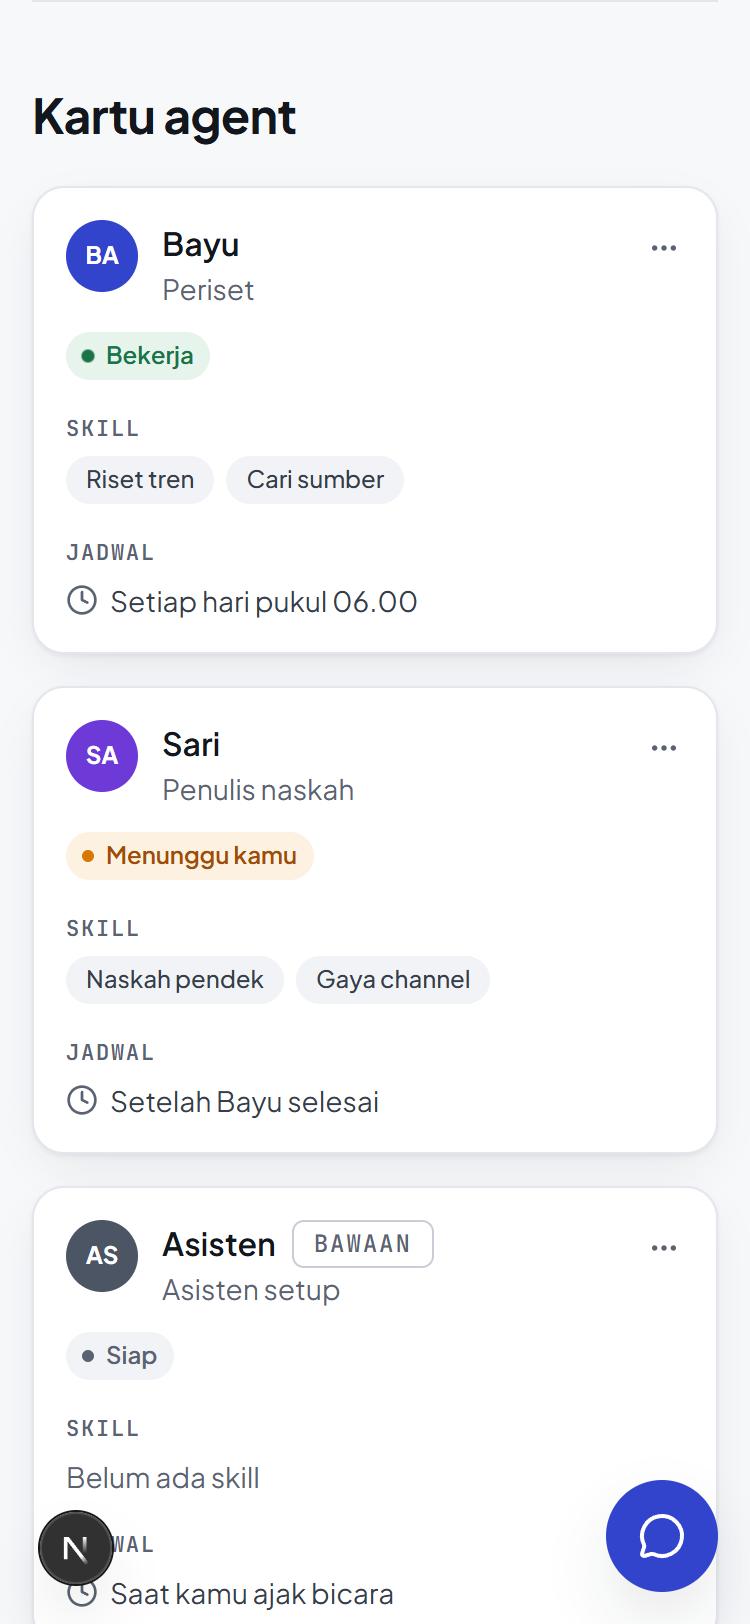 Kartu agent
BA
Bayu
Periset
Bekerja
SKILL
Riset tren
Cari sumber
JADWAL
Setiap hari pukul 06.00
SA
Sari
Penulis naskah
Menunggu kamu
SKILL
Naskah pendek
Gaya channel
JADWAL
Setelah Bayu selesai
AS
Asisten
BAWAAN
Asisten setup
Siap
SKILL
Belum ada skill
N
WAL
Saat kamu ajak bicara